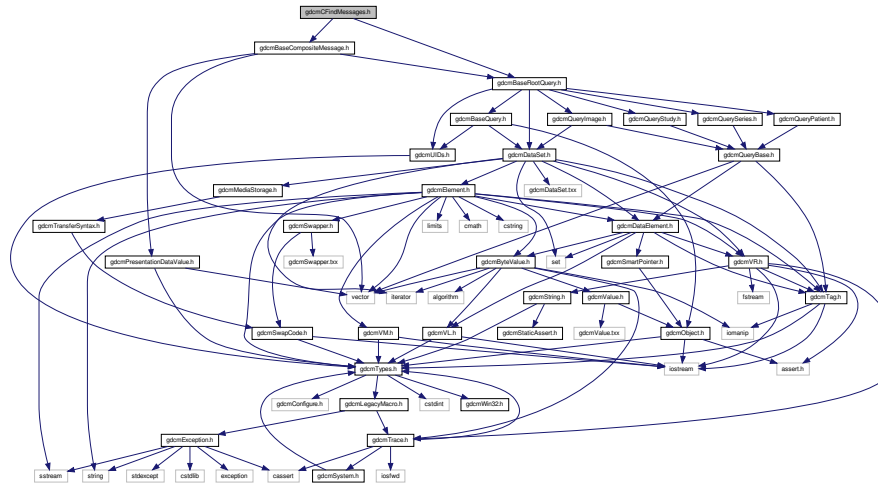 gdcmCFindMessages.h
gdcmBaseCompositeMessage.h
gdcmBaseRootQuery.h
gdcmBaseQuery.h
gdcmQueryImage.h
gdcmQueryStudy.h
gdcmQuerySeries.h
gdcmQueryPatient.h
gdcmUIDs.h
gdcmDataSet.h
gdcmQueryBase.h
gdcmMediaStorage.h
gdcmElement.h
gdcmDataSet.txx
gdcmTransferSyntax.h
gdcmSwapper.h
limits
cmath
cstring
gdcmDataElement.h
gdcmPresentationDataValue.h
gdcmSwapper.txx
gdcmByteValue.h
set
gdcmSmartPointer.h
gdcmVR.h
vector
iterator
algorithm
gdcmString.h
gdcmValue.h
fstream
gdcmTag.h
gdcmSwapCode.h
gdcmVM.h
gdcmVL.h
gdcmStaticAssert.h
gdcmValue.txx
gdcmObject.h
iomanip
gdcmTypes.h
iostream
assert.h
gdcmConfigure.h
gdcmLegacyMacro.h
cstdint
gdcmWin32.h
gdcmException.h
gdcmTrace.h
sstream
string
stdexcept
cstdlib
exception
cassert
gdcmSystem.h
iosfwd